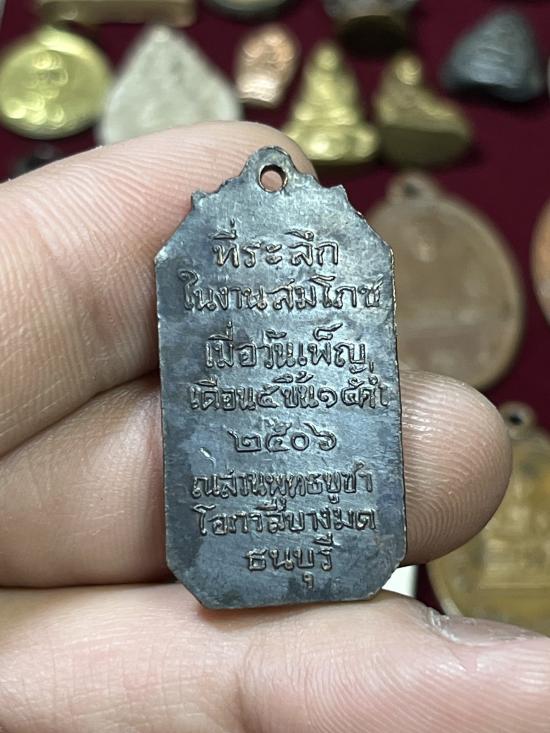 ที่ระลึก
ในงานสมโภช
เมื่อวันเพ็ญ
เดือน๕ขึ้น๑๕ค่ำ
๒๕๐๖
ณสวนพุทธบูชา
โอภาสีบางมด
ธนบุรี